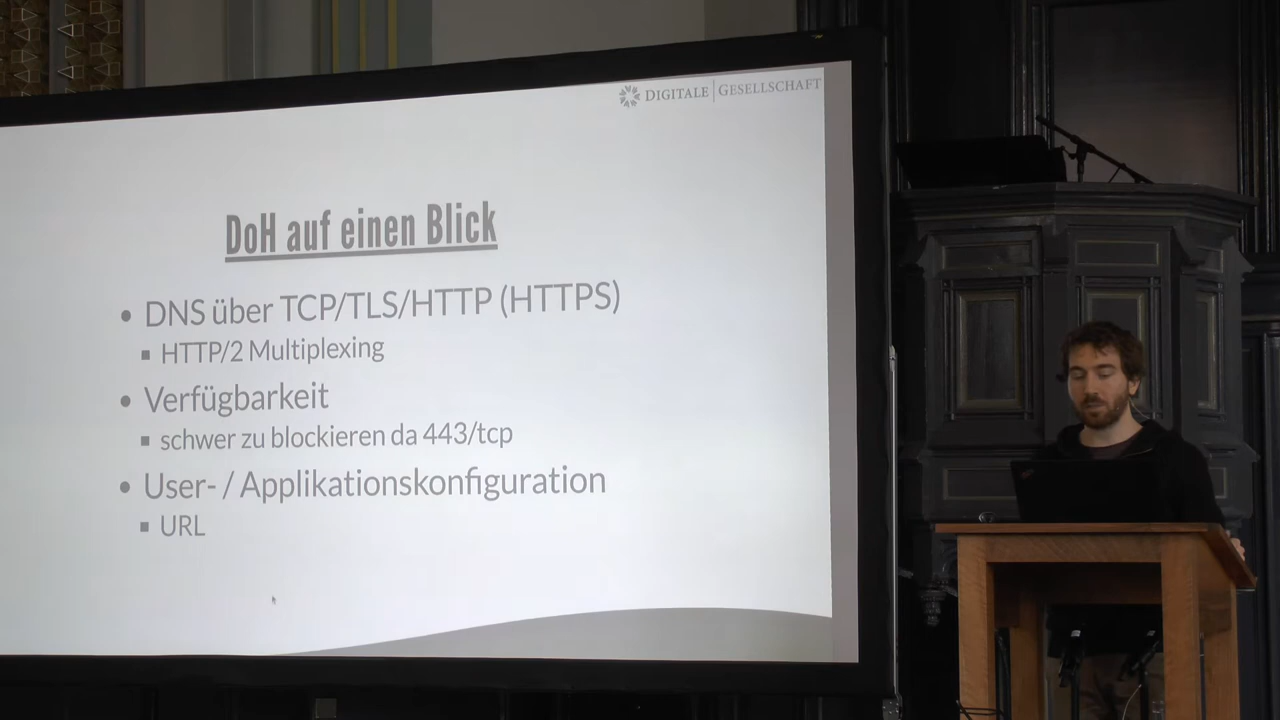 DIGITALE | GESELLSCHAFT
DoH auf einen Blick
• DNS über TCP/TLS/HTTP (HTTPS)
▪ HTTP/2 Multiplexing
• Verfügbarkeit
▪ schwer zu blockieren da 443/tcp
• User- / Applikationskonfiguration
▪ URL